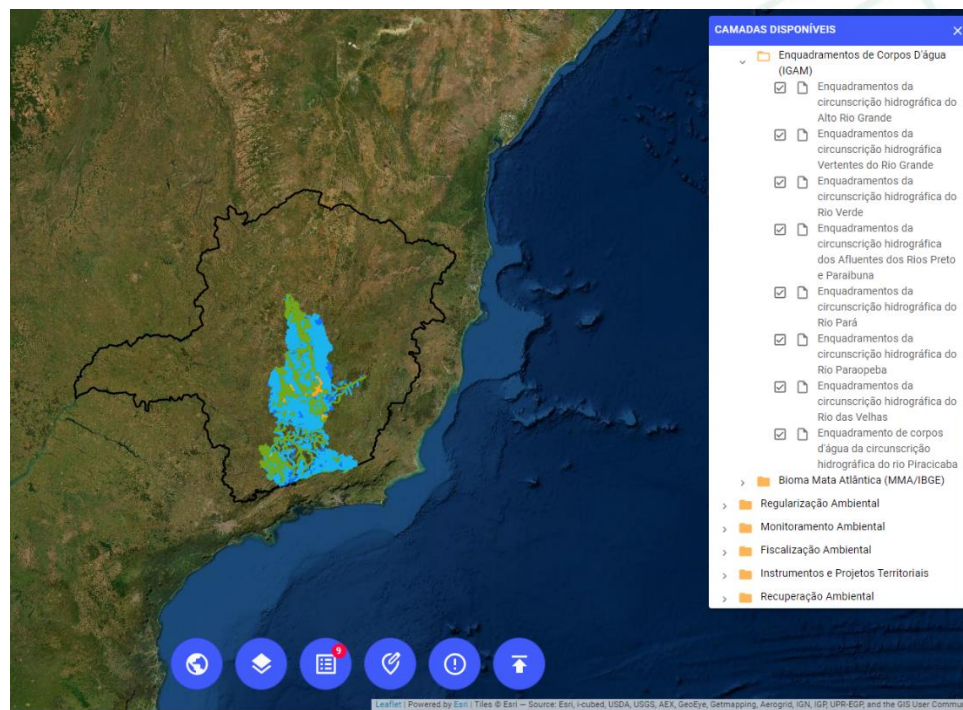 CAMADAS DISPONÍVEIS
Enquadramentos de Corpos D'água
(IGAM)
Enquadramentos da
circunscrição hidrográfica do
Alto Rio Grande
Enquadramentos da
circunscrição hidrográfica
Vertentes do Rio Grande
Enquadramentos da
circunscrição hidrográfica do
Rio Verde
Enquadramentos da
circunscrição hidrográfica
dos Afluentes dos Rios Preto
e Paraibuna
Enquadramentos da
circunscrição hidrográfica do
Rio Pará
Enquadramentos da
circunscrição hidrográfica do
Rio Paraopeba
Enquadramentos da
circunscrição hidrográfica do
Rio das Velhas
Enquadramento de corpos
d'água da circunscrição
hidrográfica do rio Piracicaba
Bioma Mata Atlântica (MMA/IBGE)
Regularização Ambiental
Monitoramento Ambiental
Fiscalização Ambiental
Instrumentos e Projetos Territoriais
Recuperação Ambiental
9
Leaflet | Powered by Esri | Tiles © Esri — Source: Esri, i-cubed, USDA, USGS, AEX, GeoEye, Getmapping, Aerogrid, IGN, IGP, UPR-EGP, and the GIS User Commu